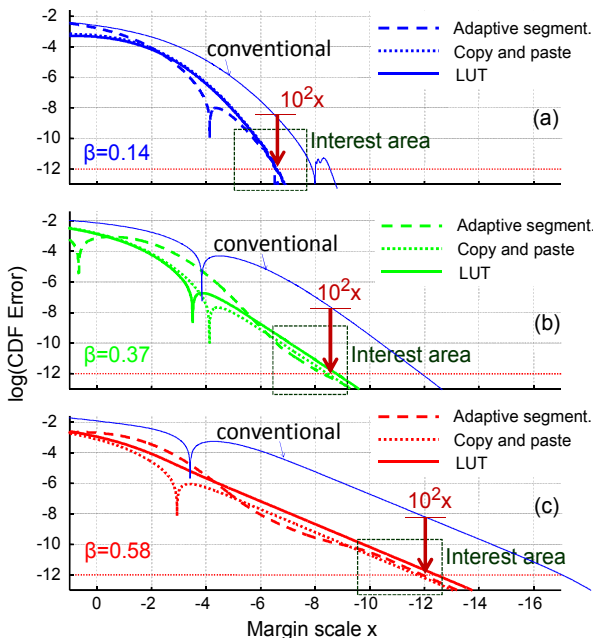 -2
-4
-6
-8
-10
-12
conventional
Adaptive segment.
Copy and paste
LUT
10²x
(a)
Interest area
β=0.14
log(CDF Error)
-2
-4
-6
-8
-10
-12
conventional
Adaptive segment.
Copy and paste
LUT
10²x
(b)
Interest area
β=0.37
-2
-4
-6
-8
-10
-12
conventional
Adaptive segment.
Copy and paste
LUT
10²x
(c)
Interest area
β=0.58
0 -2 -4 -6 -8 -10 -12 -14 -16
Margin scale x